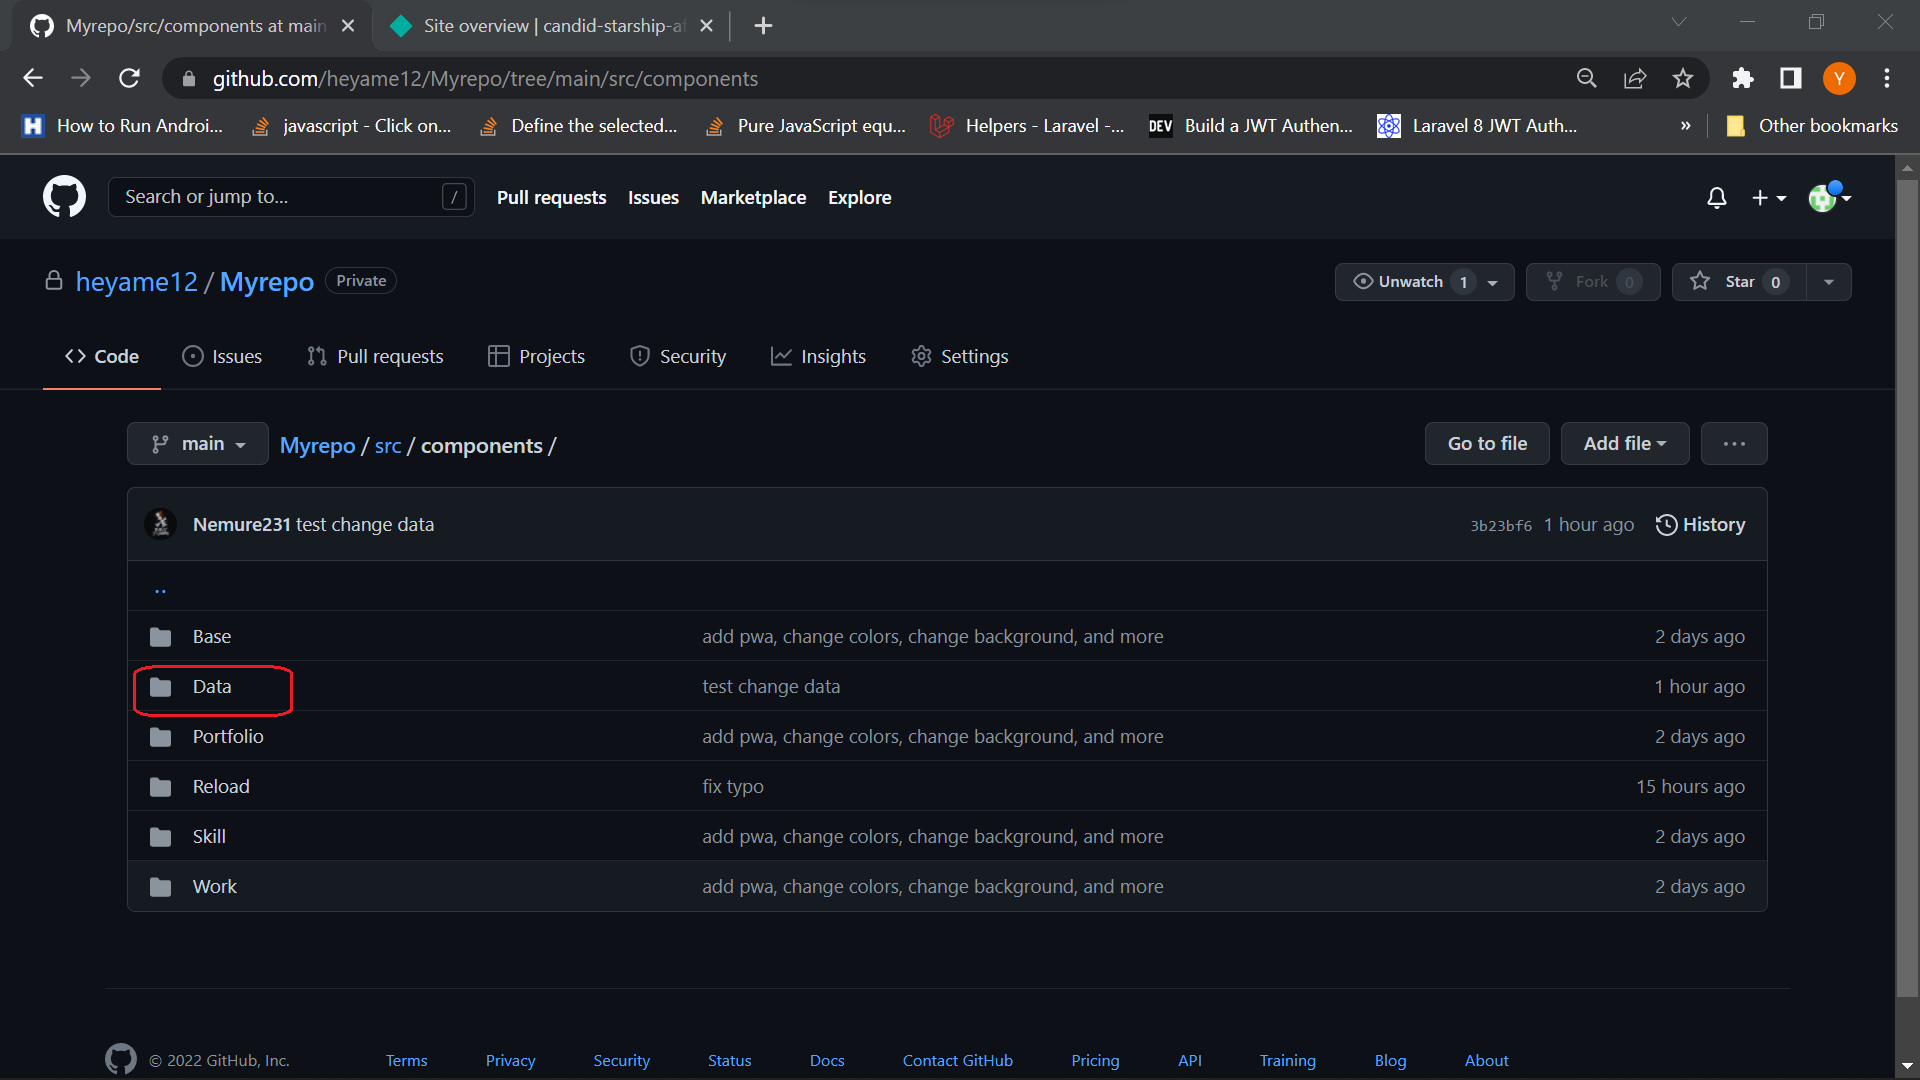 Myrepo/src/components at main
Site overview | candid-starship-a
github.com/heyame12/Myrepo/tree/main/src/components
Y
How to Run Androi...
javascript - Click on...
Define the selected...
Pure JavaScript equ...
Helpers - Laravel -...
DEV
Build a JWT Authen...
Laravel 8 JWT Auth...
»
Other bookmarks
Search or jump to...
/
Pull requests
Issues
Marketplace
Explore
heyame12 / Myrepo
Private
Unwatch 1
Fork 0
Star 0
Code
Issues
Pull requests
Projects
Security
Insights
Settings
main
Myrepo / src / components /
Go to file
Add file
...
Nemure231 test change data
3b23bf6 1 hour ago
History
..
Base add pwa, change colors, change background, and more 2 days ago
Data test change data 1 hour ago
Portfolio add pwa, change colors, change background, and more 2 days ago
Reload fix typo 15 hours ago
Skill add pwa, change colors, change background, and more 2 days ago
Work add pwa, change colors, change background, and more 2 days ago
© 2022 GitHub, Inc.
Terms
Privacy
Security
Status
Docs
Contact GitHub
Pricing
API
Training
Blog
About